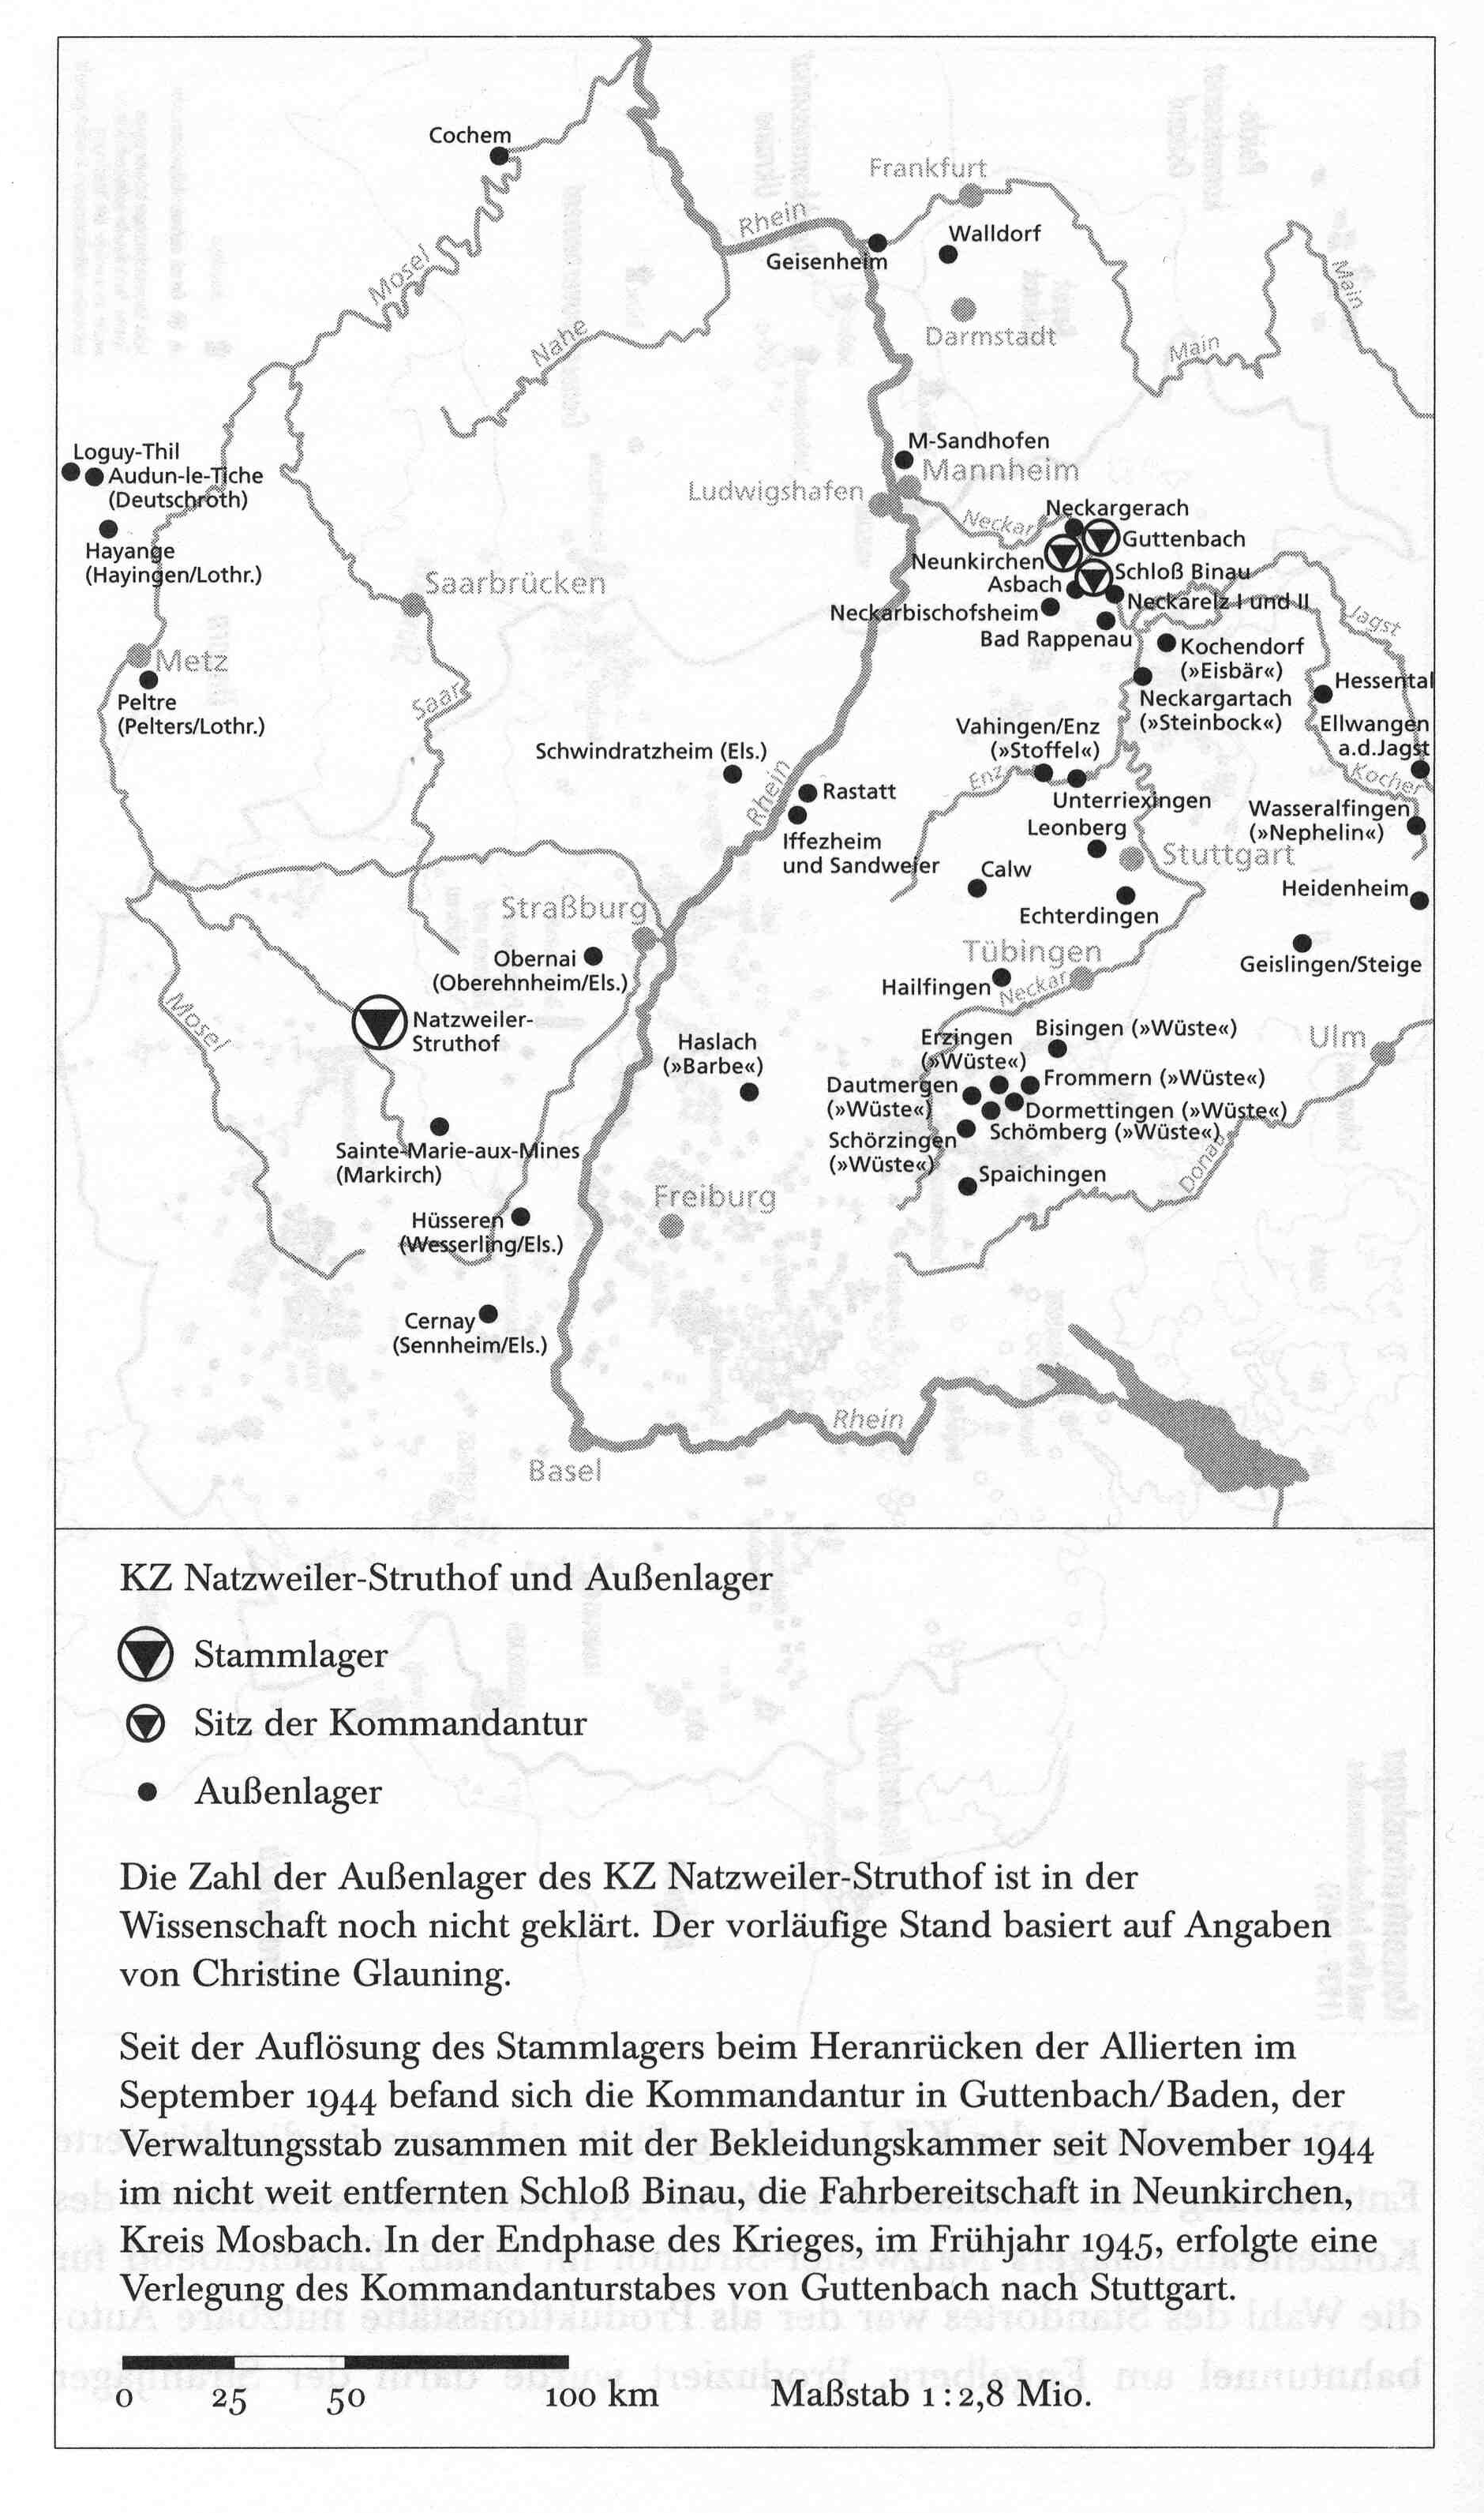 Cochem
Frankfurt
Rhein
Walldorf
Geisenheim
Mosel
Main
Nahe
Darmstadt
Main
Loguy-Thil
Audun-le-Tiche
(Deutschroth)
M-Sandhofen
Mannheim
Ludwigshafen
Neckar
Neckargerach
Guttenbach
Hayange
(Hayingen/Lothr.)
Neunkirchen
Schloß Binau
Asbach
Saarbrücken
Neckarelz I und II
Neckarbischofsheim
Jagst
Bad Rappenau
Kochendorf
(»Eisbär«)
Metz
Hessental
Peltre
(Pelters/Lothr.)
Saar
Neckargartach
(»Steinbock«)
Vahingen/Enz
(»Stoffel«)
Ellwangen
a.d.Jagst
Schwindratzheim (Els.)
Enz
Kocher
Rhein
Rastatt
Unterriexingen
Wasseralfingen
(»Nephelin«)
Iffezheim
und Sandweier
Leonberg
Stuttgart
Calw
Heidenheim
Straßburg
Echterdingen
Obernai
(Oberehnheim/Els.)
Tübingen
Geislingen/Steige
Hailfingen
Neckar
Mosel
Natzweiler-
Struthof
Haslach
(»Barbe«)
Erzingen
(»Wüste«)
Bisingen (»Wüste«)
Ulm
Dautmergen
(»Wüste«)
Frommern (»Wüste«)
Dormettingen (»Wüste«)
Schömberg (»Wüste«)
Schörzingen
(»Wüste«)
Donau
Sainte-Marie-aux-Mines
(Markirch)
Spaichingen
Freiburg
Hüsseren
(Wesserling/Els.)
Cernay
(Sennheim/Els.)
Rhein
Basel
KZ Natzweiler-Struthof und Außenlager
Stammlager
Sitz der Kommandantur
Außenlager
Die Zahl der Außenlager des KZ Natzweiler-Struthof ist in der
Wissenschaft noch nicht geklärt. Der vorläufige Stand basiert auf Angaben
von Christine Glauning.
Seit der Auflösung des Stammlagers beim Heranrücken der Allierten im
September 1944 befand sich die Kommandantur in Guttenbach/Baden, der
Verwaltungsstab zusammen mit der Bekleidungskammer seit November 1944
im nicht weit entfernten Schloß Binau, die Fahrbereitschaft in Neunkirchen,
Kreis Mosbach. In der Endphase des Krieges, im Frühjahr 1945, erfolgte eine
Verlegung des Kommandanturstabes von Guttenbach nach Stuttgart.
0 25 50 100 km Maßstab 1 : 2,8 Mio.